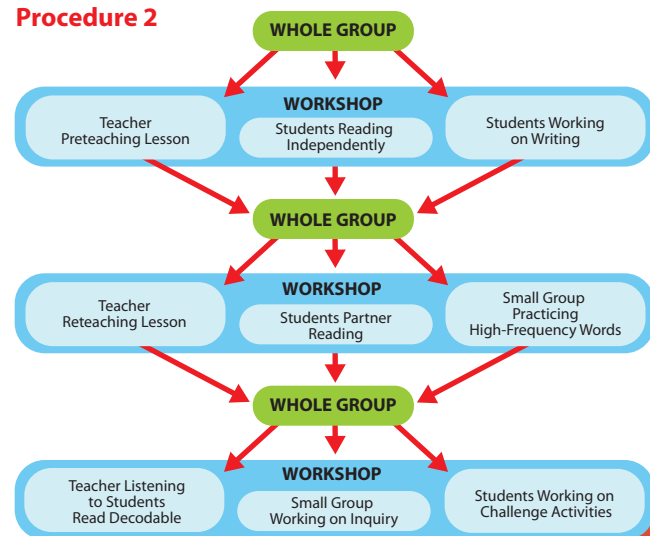 Procedure 2
WHOLE GROUP
WORKSHOP
Teacher
Preteaching Lesson
Students Reading
Independently
Students Working
on Writing
WHOLE GROUP
WORKSHOP
Teacher
Reteaching Lesson
Students Partner
Reading
Small Group
Practicing
High-Frequency Words
WHOLE GROUP
WORKSHOP
Teacher Listening
to Students
Read Decodable
Small Group
Working on Inquiry
Students Working on
Challenge Activities